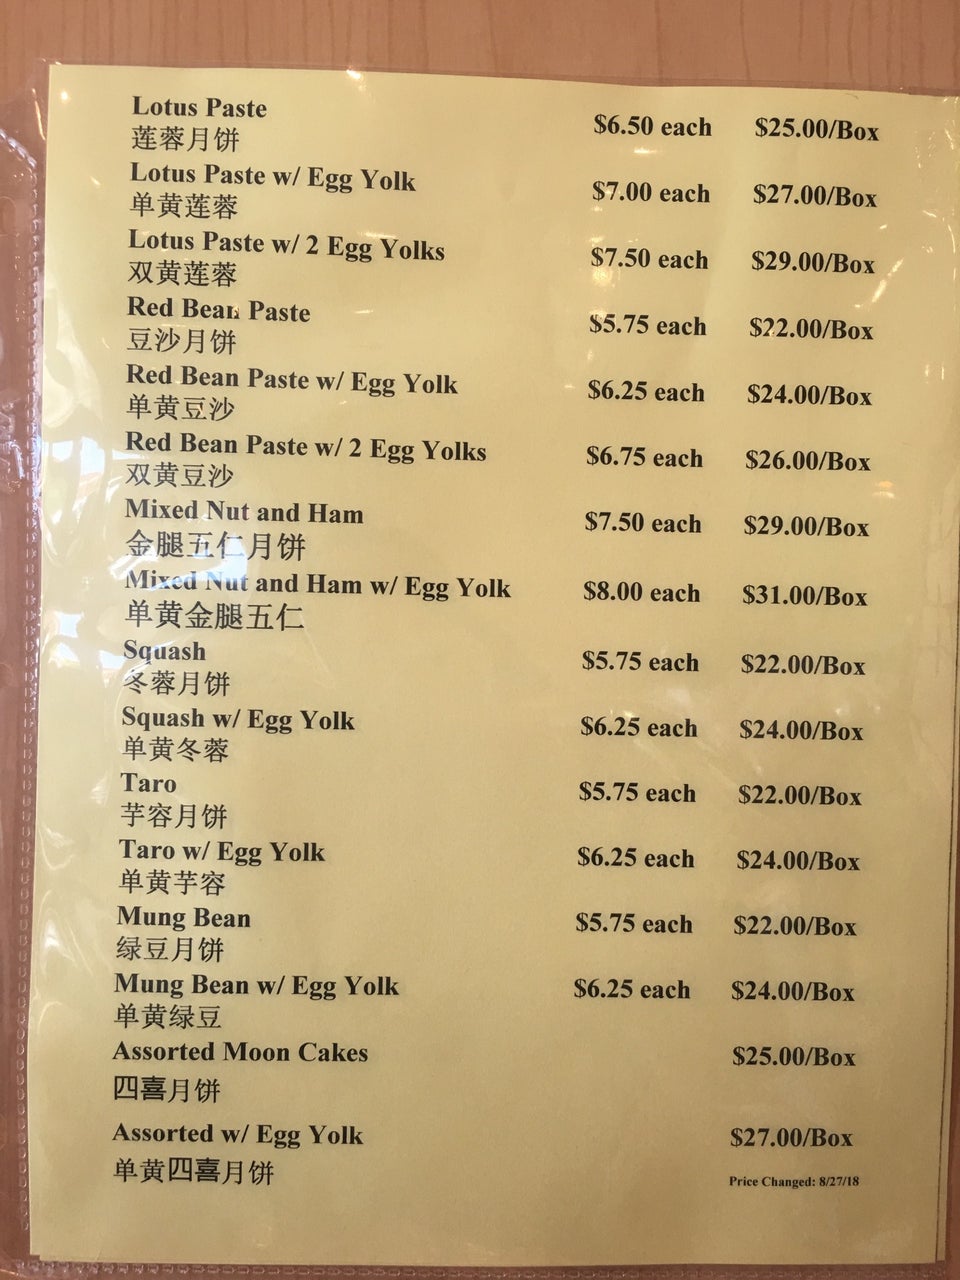 Lotus Paste $6.50 each $25.00/Box
莲蓉月饼
Lotus Paste w/ Egg Yolk $7.00 each $27.00/Box
单黄莲蓉
Lotus Paste w/ 2 Egg Yolks $7.50 each $29.00/Box
双黄莲蓉
Red Bean Paste $5.75 each $22.00/Box
豆沙月饼
Red Bean Paste w/ Egg Yolk $6.25 each $24.00/Box
单黄豆沙
Red Bean Paste w/ 2 Egg Yolks $6.75 each $26.00/Box
双黄豆沙
Mixed Nut and Ham $7.50 each $29.00/Box
金腿五仁月饼
Mixed Nut and Ham w/ Egg Yolk $8.00 each $31.00/Box
单黄金腿五仁
Squash $5.75 each $22.00/Box
冬蓉月饼
Squash w/ Egg Yolk $6.25 each $24.00/Box
单黄冬蓉
Taro $5.75 each $22.00/Box
芋容月饼
Taro w/ Egg Yolk $6.25 each $24.00/Box
单黄芋容
Mung Bean $5.75 each $22.00/Box
绿豆月饼
Mung Bean w/ Egg Yolk $6.25 each $24.00/Box
单黄绿豆
Assorted Moon Cakes $25.00/Box
四喜月饼
Assorted w/ Egg Yolk $27.00/Box
单黄四喜月饼
Price Changed: 8/27/18